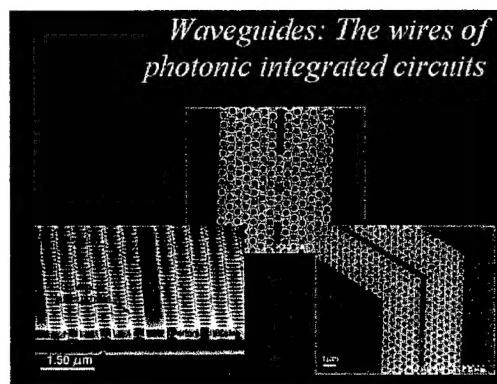 Waveguides: The wires of
photonic integrated circuits
1.50 μm